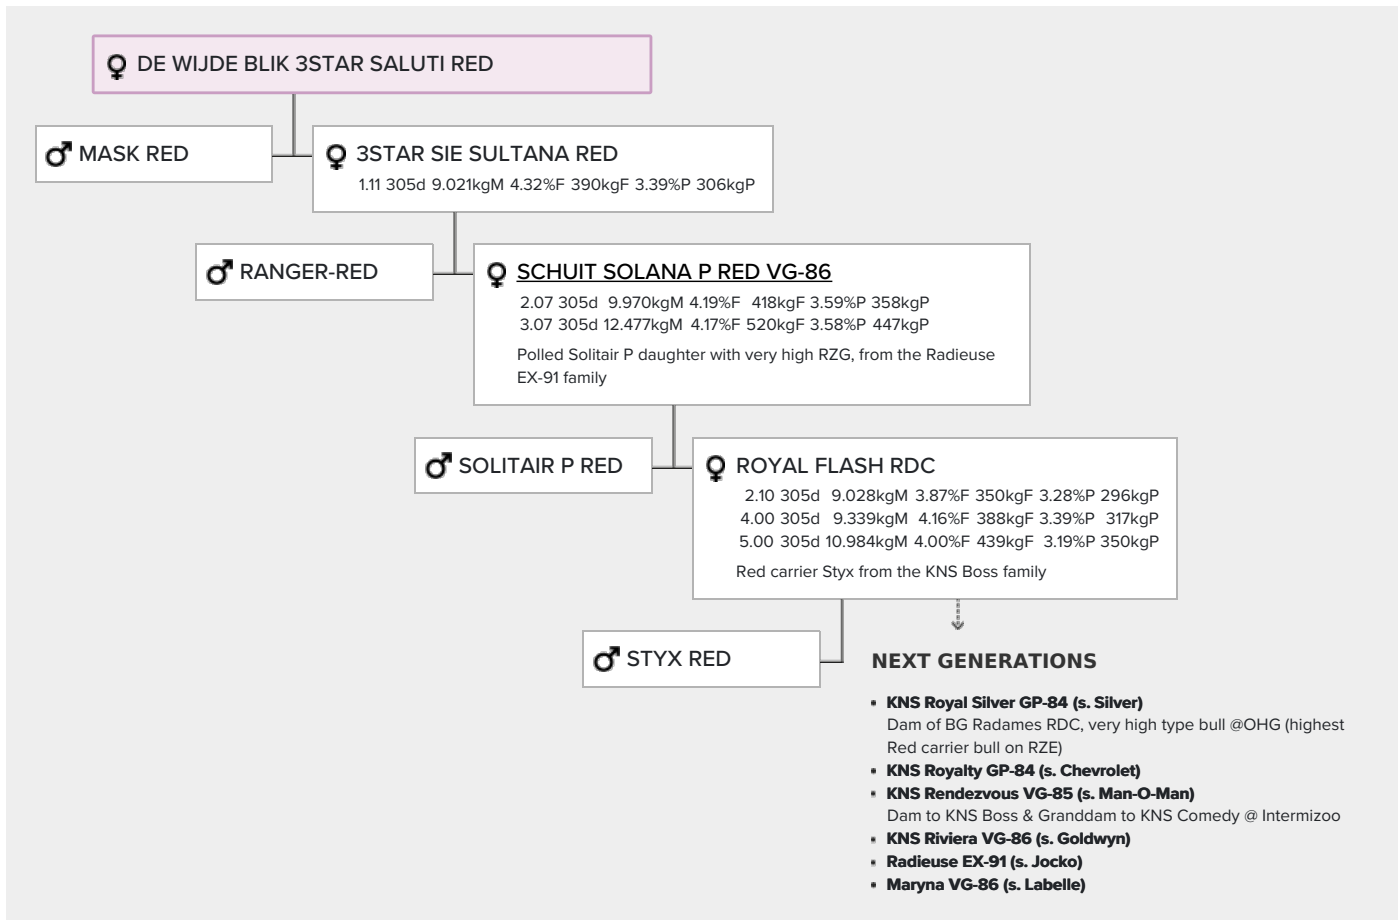 DE WIJDE BLIK 3STAR SALUTI RED
MASK RED
3STAR SIE SULTANA RED
1.11 305d 9.021kgM 4.32%F 390kgF 3.39%P 306kgP
RANGER-RED
SCHUIT SOLANA P RED VG-86
2.07 305d 9.970kgM 4.19%F 418kgF 3.59%P 358kgP
3.07 305d 12.477kgM 4.17%F 520kgF 3.58%P 447kgP
Polled Solitair P daughter with very high RZG, from the Radieuse
EX-91 family
SOLITAIR P RED
ROYAL FLASH RDC
2.10 305d 9.028kgM 3.87%F 350kgF 3.28%P 296kgP
4.00 305d 9.339kgM 4.16%F 388kgF 3.39%P 317kgP
5.00 305d 10.984kgM 4.00%F 439kgF 3.19%P 350kgP
Red carrier Styx from the KNS Boss family
STYX RED
NEXT GENERATIONS
• KNS Royal Silver GP-84 (s. Silver)
Dam of BG Radames RDC, very high type bull @OHG (highest
Red carrier bull on RZE)
• KNS Royalty GP-84 (s. Chevrolet)
• KNS Rendezvous VG-85 (s. Man-O-Man)
Dam to KNS Boss & Granddam to KNS Comedy @ Intermizoo
• KNS Riviera VG-86 (s. Goldwyn)
• Radieuse EX-91 (s. Jocko)
• Maryna VG-86 (s. Labelle)